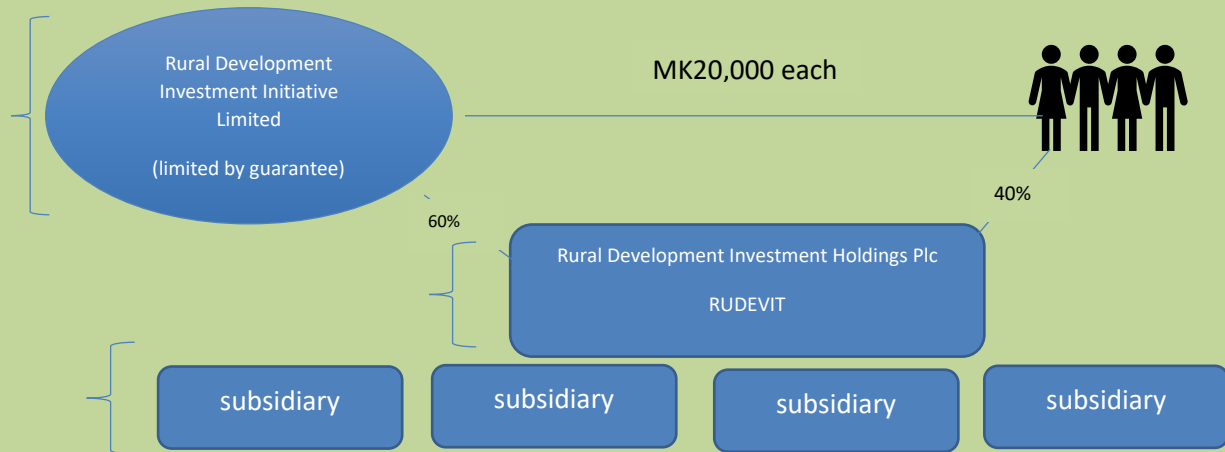 Rural Development
Investment Initiative
Limited
(limited by guarantee)
MK20,000 each
60%
40%
Rural Development Investment Holdings Plc
RUDEVIT
subsidiary
subsidiary
subsidiary
subsidiary